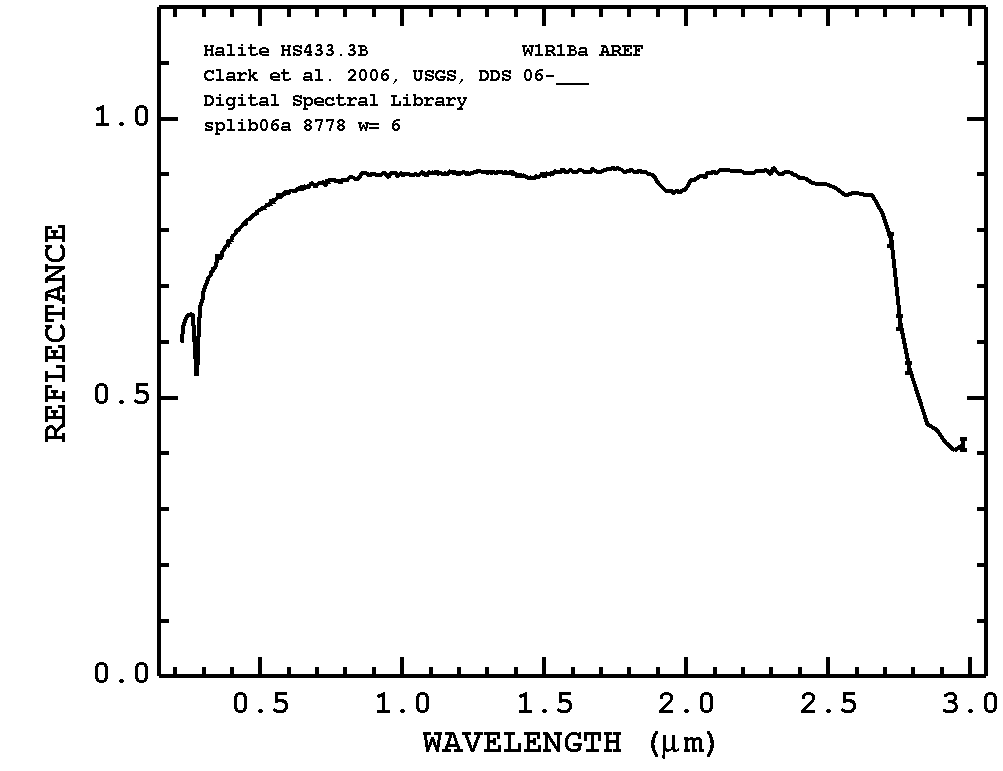 Halite HS433.3B W1R1Ba AREF
Clark et al. 2006, USGS, DDS 06-___
Digital Spectral Library
splib06a 8778 w= 6
1.0
0.5
0.0
REFLECTANCE
0.5 1.0 1.5 2.0 2.5 3.0
WAVELENGTH (μm)